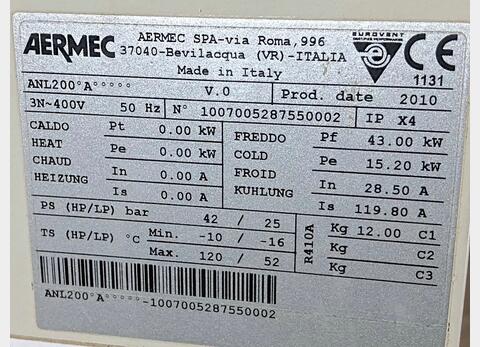 AERMEC
AERMEC SPA-via Roma, 996
37040-Bevilacqua (VR)-ITALIA
Made in Italy
EUROVENT
CERTIFIED PERFORMANCE
CE
1131
ANL200°A°°°°° V.0 Prod. date 2010
3N~400V 50 Hz N° 1007005287550002 IP X4
CALDO Pt 0.00 kW
HEAT Pe 0.00 kW
CHAUD In 0.00 A
HEIZUNG Is 0.00 A
FREDDO Pf 43.00 kW
COLD Pe 15.20 kW
FROID In 28.50 A
KUHLUNG Is 119.80 A
PS (HP/LP) bar 42 / 25
TS (HP/LP) °C Min. -10 / -16
Max. 120 / 52
R410A
Kg 12.00 C1
Kg C2
Kg C3
ANL200°A°°°°°-1007005287550002